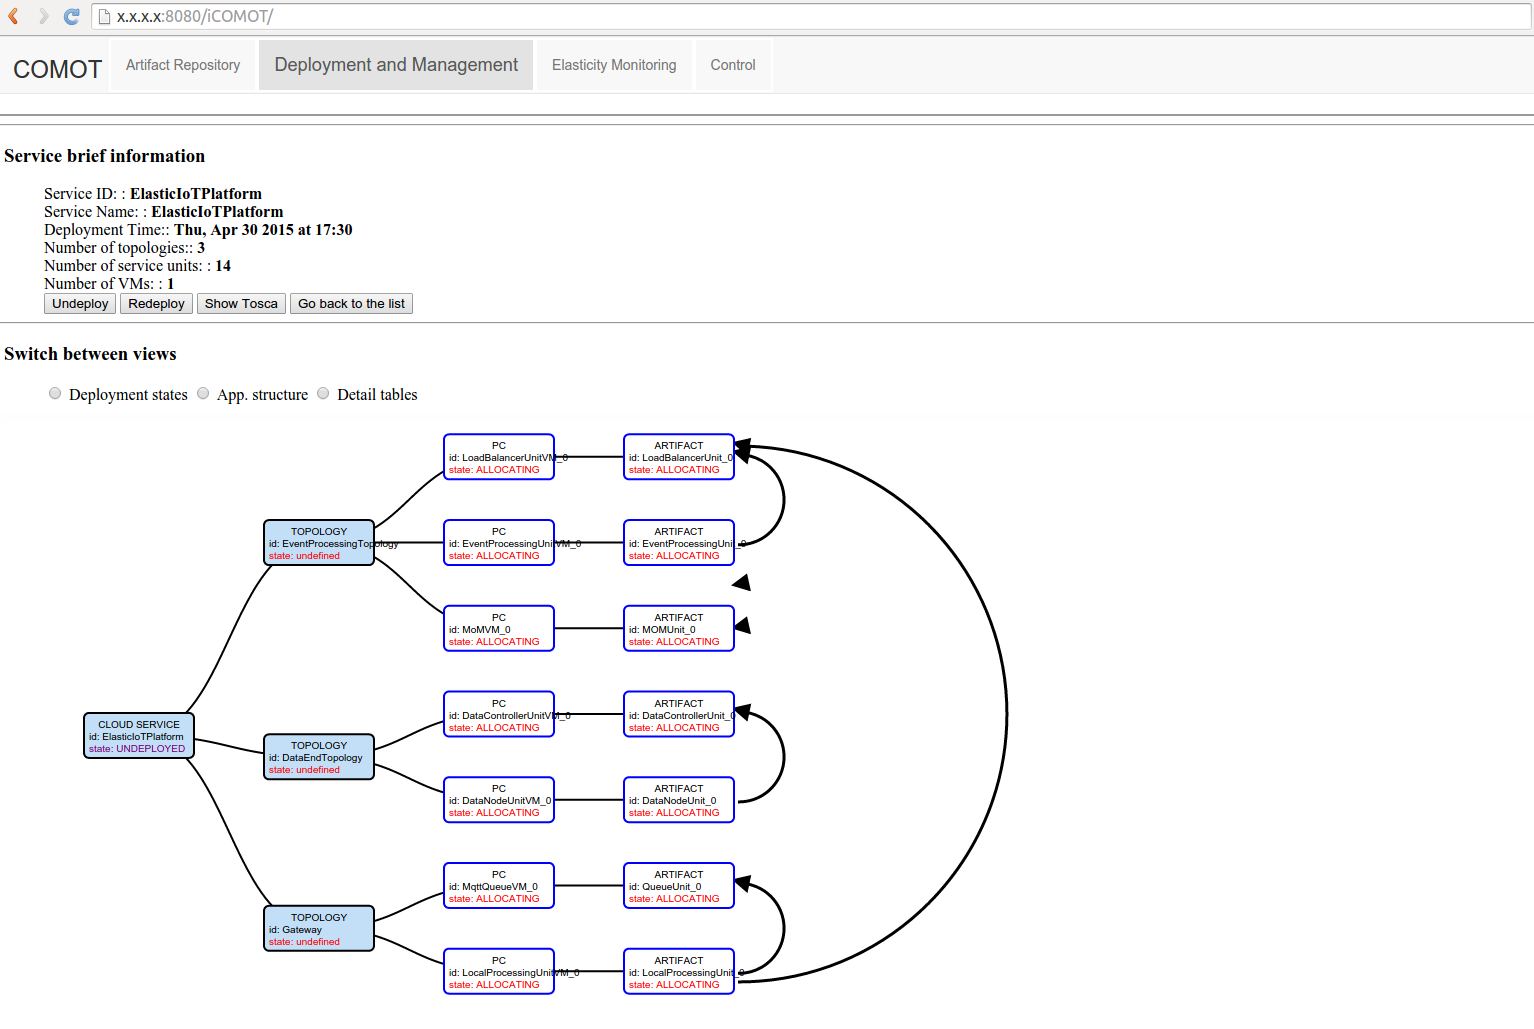 x.x.x.x:8080/iCOMOT/
COMOT Artifact Repository Deployment and Management Elasticity Monitoring Control
Service brief information
Service ID: : ElasticIoTPlatform
Service Name: : ElasticIoTPlatform
Deployment Time:: Thu, Apr 30 2015 at 17:30
Number of topologies:: 3
Number of service units: : 14
Number of VMs: : 1
Undeploy Redeploy Show Tosca Go back to the list
Switch between views
Deployment states App. structure Detail tables
CLOUD SERVICE
id: ElasticIoTPlatform
state: UNDEPLOYED
TOPOLOGY
id: EventProcessingTopology
state: undefined
PC
id: LoadBalancerUnitVM_0
state: ALLOCATING
ARTIFACT
id: LoadBalancerUnit_0
state: ALLOCATING
PC
id: EventProcessingUnitVM_0
state: ALLOCATING
ARTIFACT
id: EventProcessingUnit_0
state: ALLOCATING
PC
id: MoMVM_0
state: ALLOCATING
ARTIFACT
id: MOMUnit_0
state: ALLOCATING
TOPOLOGY
id: DataEndTopology
state: undefined
PC
id: DataControllerUnitVM_0
state: ALLOCATING
ARTIFACT
id: DataControllerUnit_0
state: ALLOCATING
PC
id: DataNodeUnitVM_0
state: ALLOCATING
ARTIFACT
id: DataNodeUnit_0
state: ALLOCATING
TOPOLOGY
id: Gateway
state: undefined
PC
id: MqttQueueVM_0
state: ALLOCATING
ARTIFACT
id: QueueUnit_0
state: ALLOCATING
PC
id: LocalProcessingUnitVM_0
state: ALLOCATING
ARTIFACT
id: LocalProcessingUnit_0
state: ALLOCATING